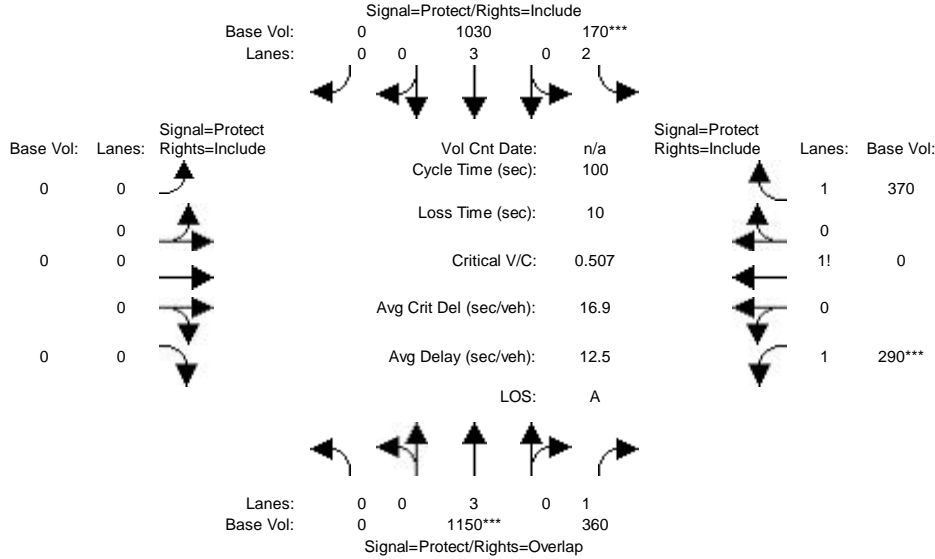 Signal=Protect/Rights=Include
Base Vol: 0 1030 170***
Lanes: 0 0 3 0 2
Signal=Protect
Base Vol: Lanes: Rights=Include
Vol Cnt Date: n/a
Signal=Protect
Rights=Include Lanes: Base Vol:
Cycle Time (sec): 100
0 0
1 370
Loss Time (sec): 10
0
0
0 0
Critical V/C: 0.507
1! 0
0
Avg Crit Del (sec/veh): 16.9
0
0 0
Avg Delay (sec/veh): 12.5
1 290***
LOS: A
Lanes: 0 0 3 0 1
Base Vol: 0 1150*** 360
Signal=Protect/Rights=Overlap